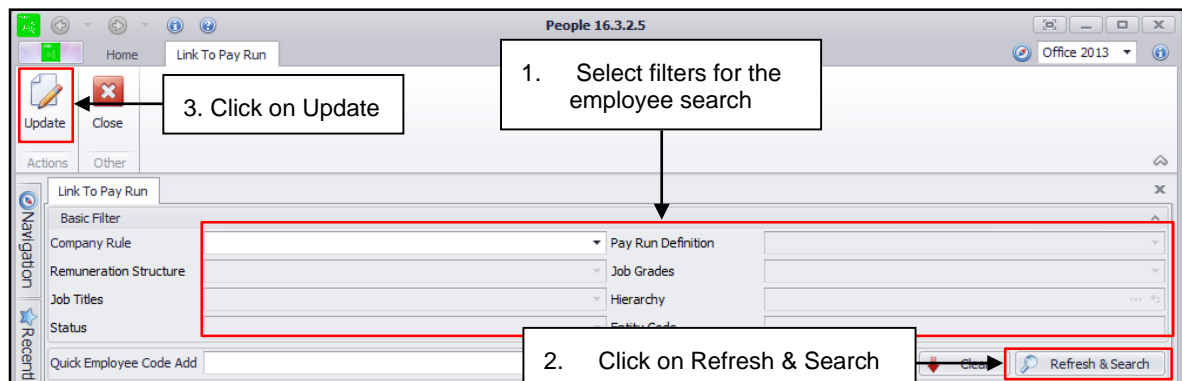 People 16.3.2.5
Home
Link To Pay Run
Office 2013
1. Select filters for the
employee search
3. Click on Update
Update
Close
Actions
Other
Link To Pay Run
Navigation
Recent
Basic Filter
Company Rule
Pay Run Definition
Remuneration Structure
Job Grades
Job Titles
Hierarchy
Status
Entity Code
Quick Employee Code Add
2. Click on Refresh & Search
Clear
Refresh & Search